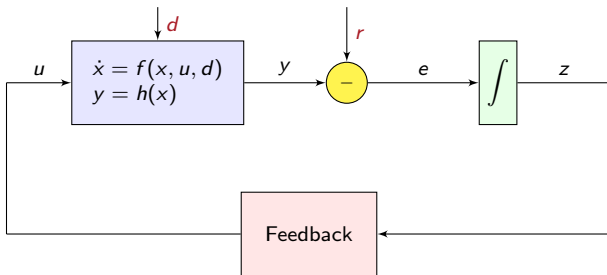 d
r
u
ẋ = f(x, u, d)
y = h(x)
y
−
e
∫
z
Feedback